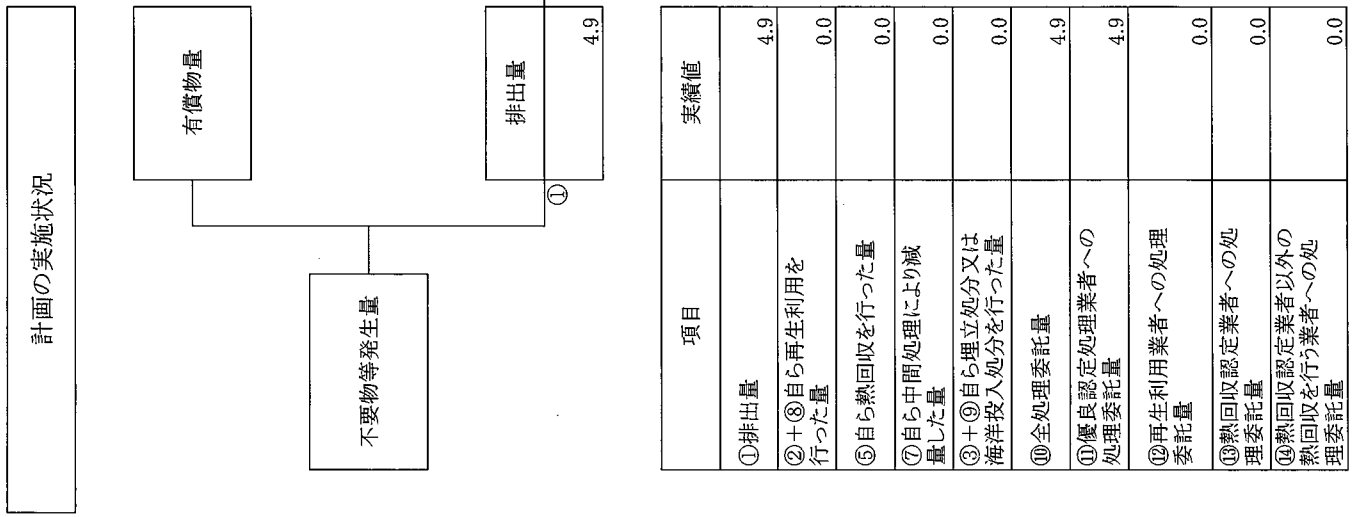 計画の実施状況
有償物量
不要物等発生量
排出量
① 4.9
項目 実績値
①排出量 4.9
②+⑧自ら再生利用を
行った量 0.0
⑤自ら熱回収を行った量 0.0
⑦自ら中間処理により減
量した量 0.0
③+⑨自ら埋立処分又は
海洋投入処分を行った量 0.0
⑩全処理委託量 4.9
⑪優良認定処理業者への
処理委託量 4.9
⑫再生利用業者への処理
委託量 0.0
⑬熱回収認定業者への処
理委託量 0.0
⑭熱回収認定業者以外の
熱回収を行う業者への処
理委託量 0.0